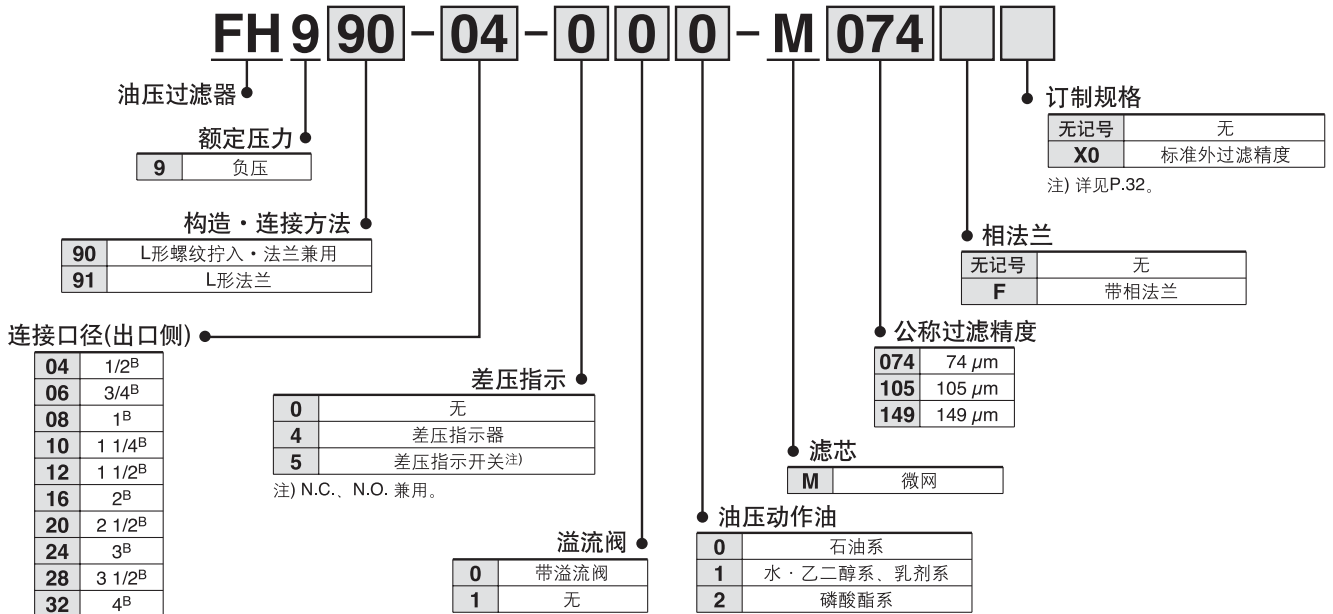 FH990-04-000-M074
油压过滤器
额定压力
9 负压
构造・连接方法
90 L形螺纹拧入・法兰兼用
91 L形法兰
连接口径(出口侧)
04 1/2B
06 3/4B
08 1B
10 1 1/4B
12 1 1/2B
16 2B
20 2 1/2B
24 3B
28 3 1/2B
32 4B
差压指示
0 无
4 差压指示器
5 差压指示开关注)
注) N.C.、N.O. 兼用。
溢流阀
0 带溢流阀
1 无
油压动作油
0 石油系
1 水・乙二醇系、乳剂系
2 磷酸酯系
滤芯
M 微网
公称过滤精度
074 74 μm
105 105 μm
149 149 μm
相法兰
无记号 无
F 带相法兰
订制规格
无记号 无
X0 标准外过滤精度
注) 详见P.32。